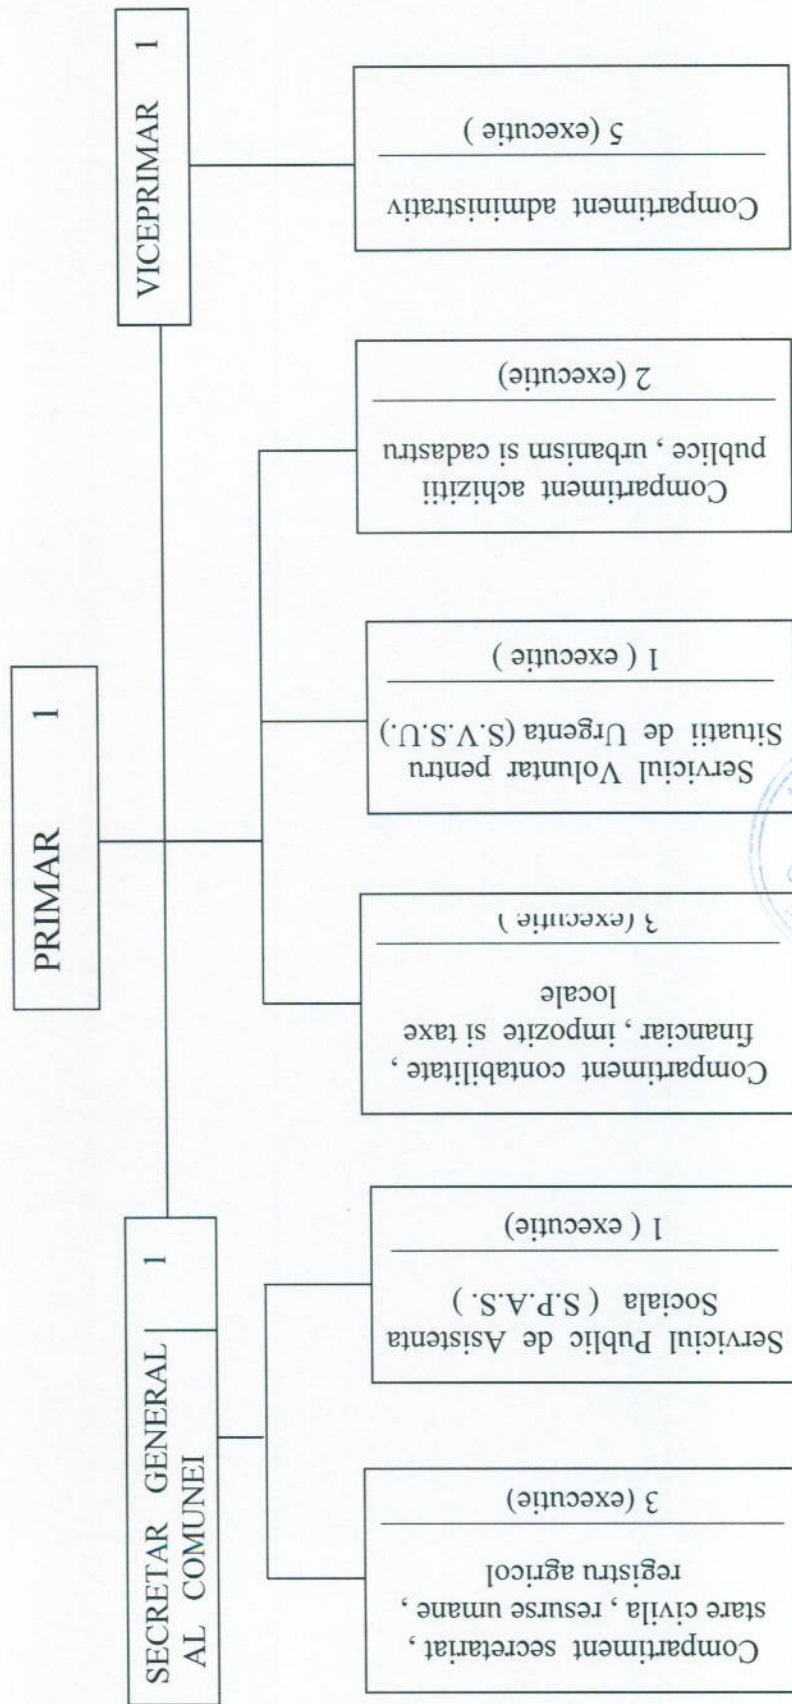 PRIMAR 1
SECRETAR GENERAL 1
AL COMUNEI
VICEPRIMAR 1
Compartiment secretariat ,
stare civila , resurse umane ,
registru agricol
3 (executie)
Serviciul Public de Asistenta
Sociala ( S.P.A.S. )
1 ( executie)
Compartiment contabilitate ,
financiar , impozite si taxe
locale
3 (executie )
Serviciul Voluntar pentru
Situatii de Urgenta (S.V.S.U.)
1 ( executie )
Compartiment achizitii
publice , urbanism si cadastru
2 (executie)
Compartiment administrativ
5 (executie )